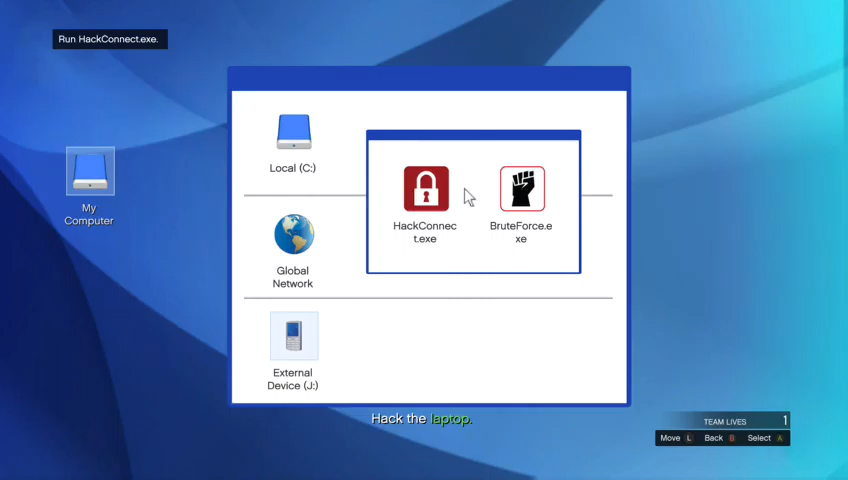 Run HackConnect.exe.
Local (C:)
My
Computer
HackConnec
t.exe
BruteForce.e
xe
Global
Network
External
Device (J:)
Hack the laptop.
TEAM LIVES 1
Move L Back B Select A